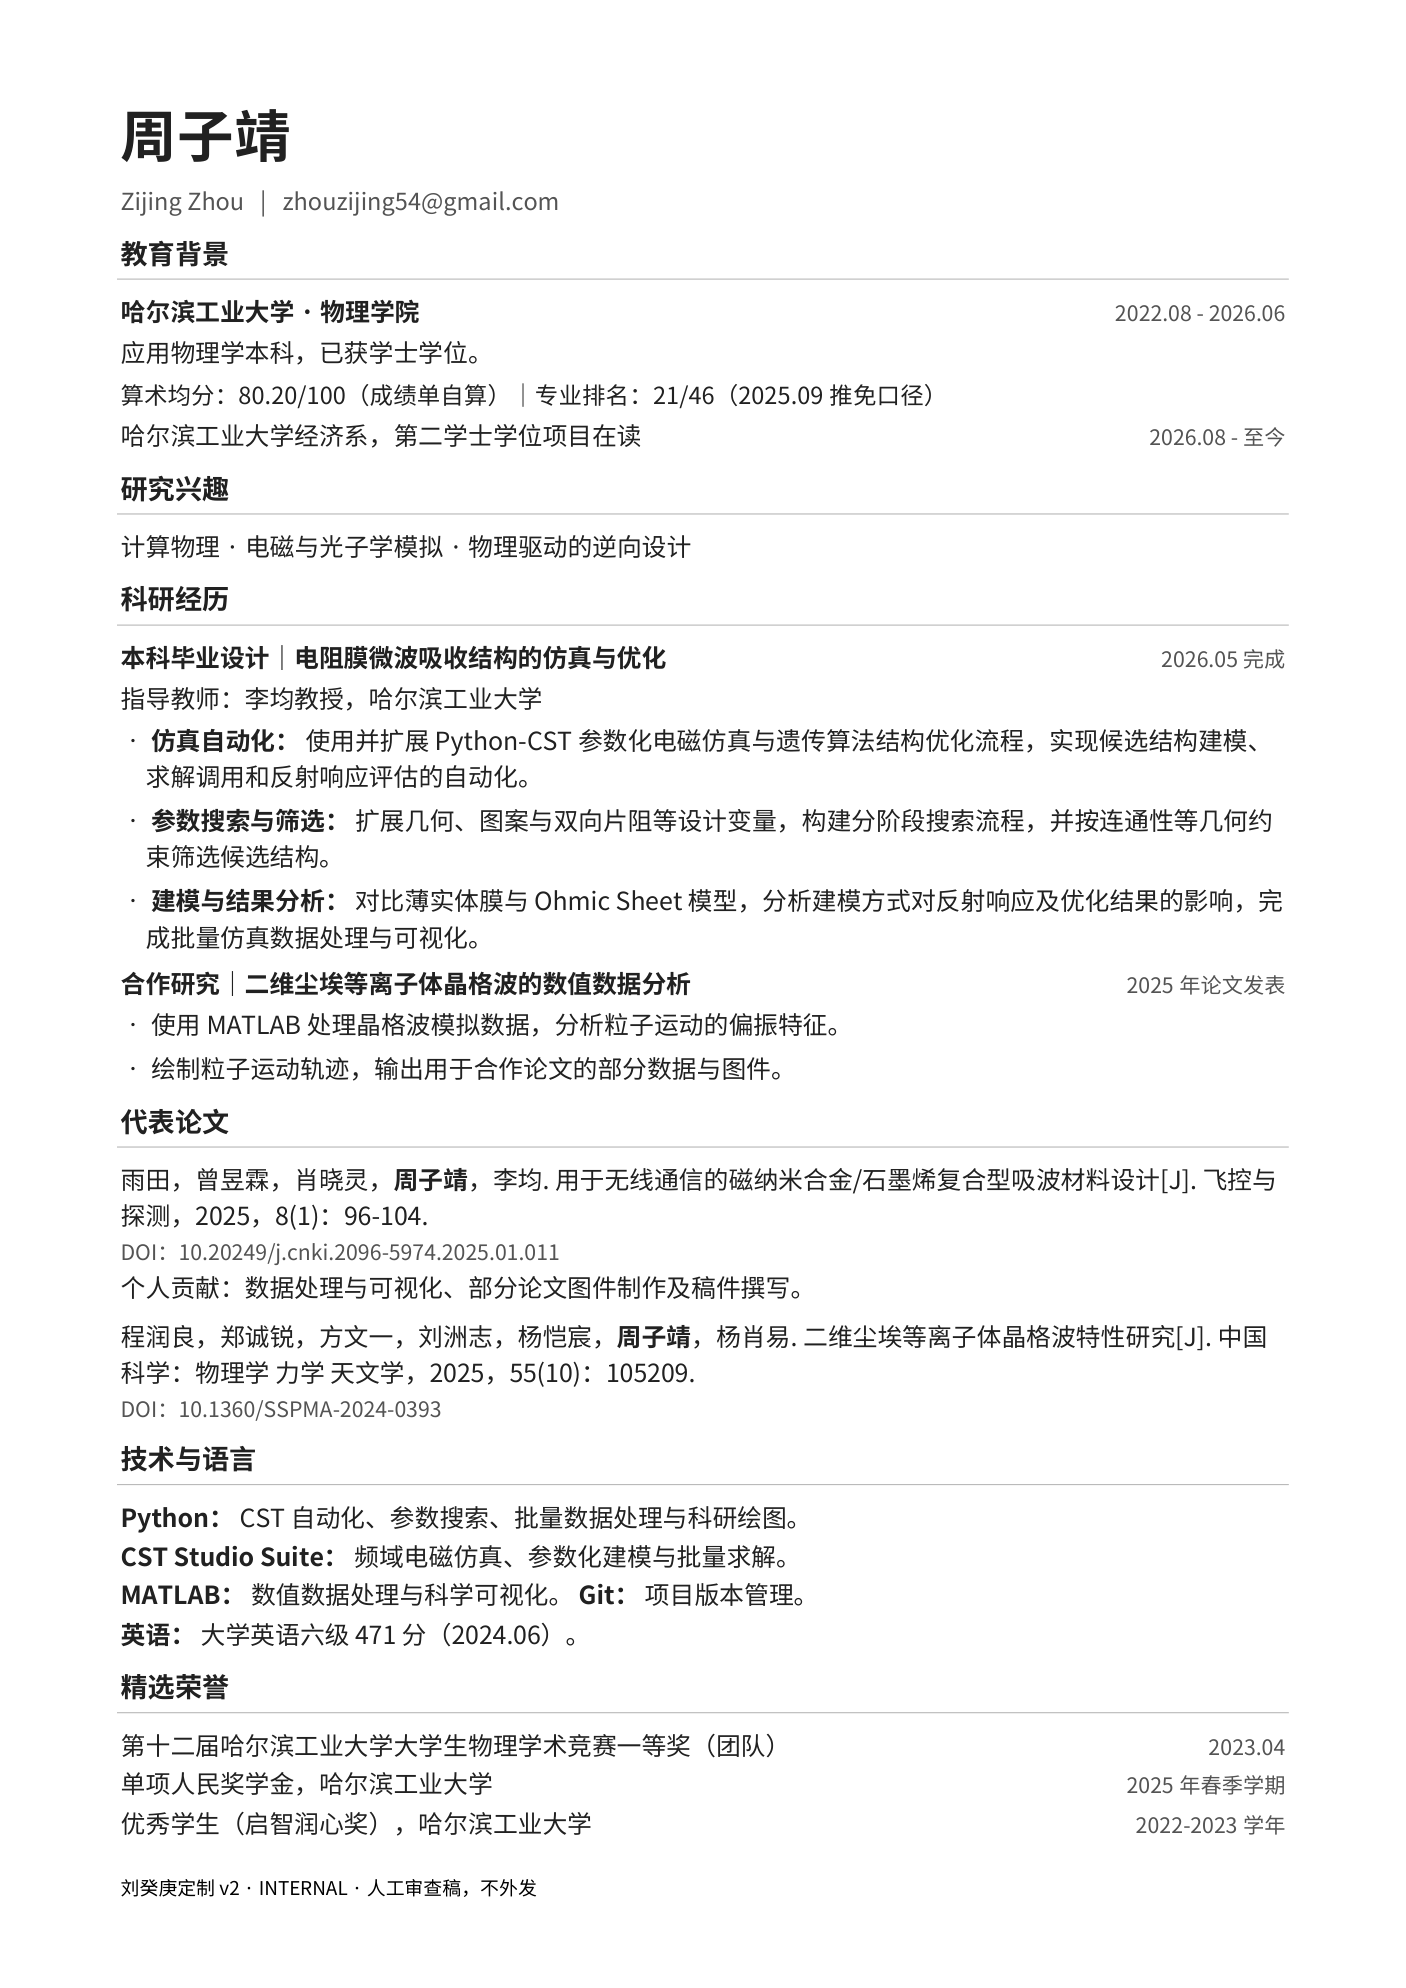 周子靖
Zijing Zhou | zhouzijing54@gmail.com
教育背景
哈尔滨工业大学 · 物理学院 2022.08 - 2026.06
应用物理学本科，已获学士学位。
算术均分：80.20/100（成绩单自算）｜专业排名：21/46（2025.09 推免口径）
哈尔滨工业大学经济系，第二学士学位项目在读 2026.08 - 至今
研究兴趣
计算物理 · 电磁与光子学模拟 · 物理驱动的逆向设计
科研经历
本科毕业设计｜电阻膜微波吸收结构的仿真与优化 2026.05 完成
指导教师：李均教授，哈尔滨工业大学
· 仿真自动化： 使用并扩展 Python-CST 参数化电磁仿真与遗传算法结构优化流程，实现候选结构建模、
求解调用和反射响应评估的自动化。
· 参数搜索与筛选： 扩展几何、图案与双向片阻等设计变量，构建分阶段搜索流程，并按连通性等几何约
束筛选候选结构。
· 建模与结果分析： 对比薄实体膜与 Ohmic Sheet 模型，分析建模方式对反射响应及优化结果的影响，完
成批量仿真数据处理与可视化。
合作研究｜二维尘埃等离子体晶格波的数值数据分析 2025 年论文发表
· 使用 MATLAB 处理晶格波模拟数据，分析粒子运动的偏振特征。
· 绘制粒子运动轨迹，输出用于合作论文的部分数据与图件。
代表论文
雨田，曾昱霖，肖晓灵，周子靖，李均. 用于无线通信的磁纳米合金/石墨烯复合型吸波材料设计[J]. 飞控与
探测，2025，8(1)：96-104.
DOI：10.20249/j.cnki.2096-5974.2025.01.011
个人贡献：数据处理与可视化、部分论文图件制作及稿件撰写。
程润良，郑诚锐，方文一，刘洲志，杨恺宸，周子靖，杨肖易. 二维尘埃等离子体晶格波特性研究[J]. 中国
科学：物理学 力学 天文学，2025，55(10)：105209.
DOI：10.1360/SSPMA-2024-0393
技术与语言
Python： CST 自动化、参数搜索、批量数据处理与科研绘图。
CST Studio Suite： 频域电磁仿真、参数化建模与批量求解。
MATLAB： 数值数据处理与科学可视化。 Git： 项目版本管理。
英语： 大学英语六级 471 分（2024.06）。
精选荣誉
第十二届哈尔滨工业大学大学生物理学术竞赛一等奖（团队） 2023.04
单项人民奖学金，哈尔滨工业大学 2025 年春季学期
优秀学生（启智润心奖），哈尔滨工业大学 2022-2023 学年
刘癸庚定制 v2 · INTERNAL · 人工审查稿，不外发